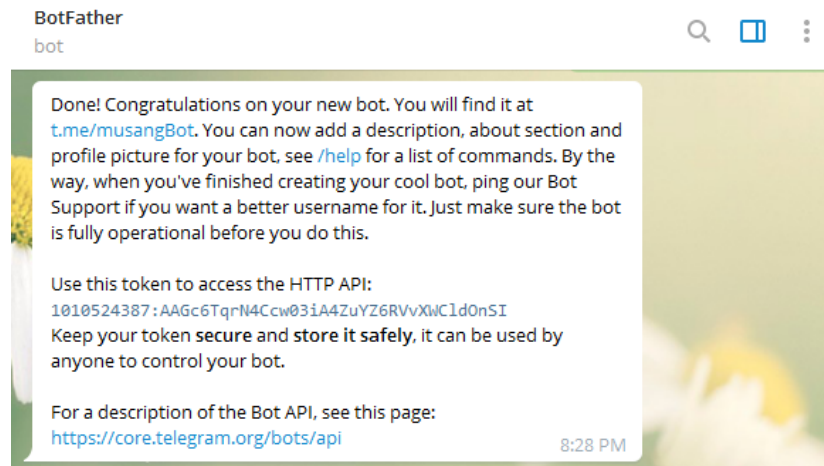 BotFather
bot
Done! Congratulations on your new bot. You will find it at
t.me/musangBot. You can now add a description, about section and
profile picture for your bot, see /help for a list of commands. By the
way, when you've finished creating your cool bot, ping our Bot
Support if you want a better username for it. Just make sure the bot
is fully operational before you do this.
Use this token to access the HTTP API:
1010524387:AAGc6TqrN4Ccw03iA4ZuYZ6RVvXWCldOnSI
Keep your token secure and store it safely, it can be used by
anyone to control your bot.
For a description of the Bot API, see this page:
https://core.telegram.org/bots/api
8:28 PM